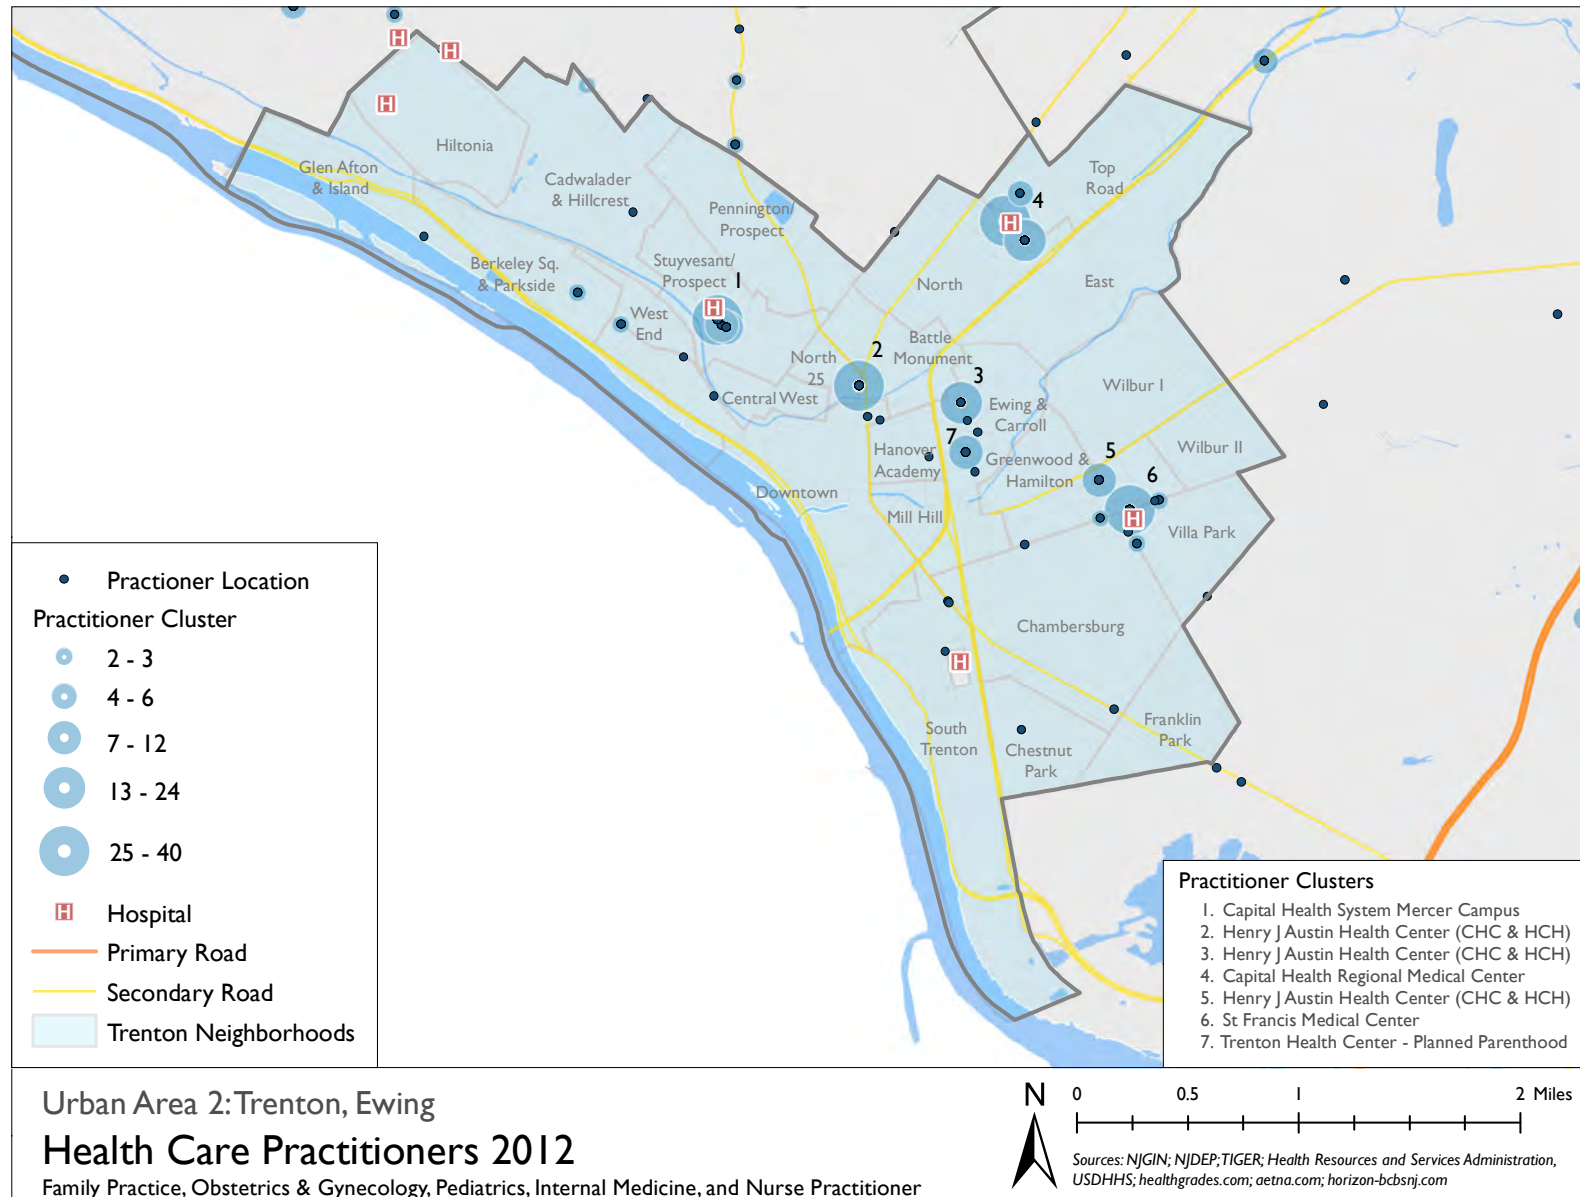 Hiltonia
Glen Afton
& Island
Cadwalader
& Hillcrest
Top
Road
4
Pennington/
Prospect
Stuyvesant/
Prospect
1
Berkeley Sq.
& Parkside
North
East
West
End
Battle
Monument
2
North
25
3
Wilbur I
Central West
Ewing &
Carroll
7
Hanover
Academy
Greenwood &
Hamilton
5
Wilbur II
6
Downtown
Mill Hill
Villa Park
Chambersburg
South
Trenton
Chestnut
Park
Franklin
Park
H
H
H
H
H
H
H
Practioner Location
Practitioner Cluster
2 - 3
4 - 6
7 - 12
13 - 24
25 - 40
H Hospital
Primary Road
Secondary Road
Trenton Neighborhoods
Practitioner Clusters
1. Capital Health System Mercer Campus
2. Henry J Austin Health Center (CHC & HCH)
3. Henry J Austin Health Center (CHC & HCH)
4. Capital Health Regional Medical Center
5. Henry J Austin Health Center (CHC & HCH)
6. St Francis Medical Center
7. Trenton Health Center - Planned Parenthood
Urban Area 2: Trenton, Ewing
Health Care Practitioners 2012
Family Practice, Obstetrics & Gynecology, Pediatrics, Internal Medicine, and Nurse Practitioner
N
0 0.5 1 2 Miles
Sources: NJGIN; NJDEP; TIGER; Health Resources and Services Administration,
USDHHS; healthgrades.com; aetna.com; horizon-bcbsnj.com